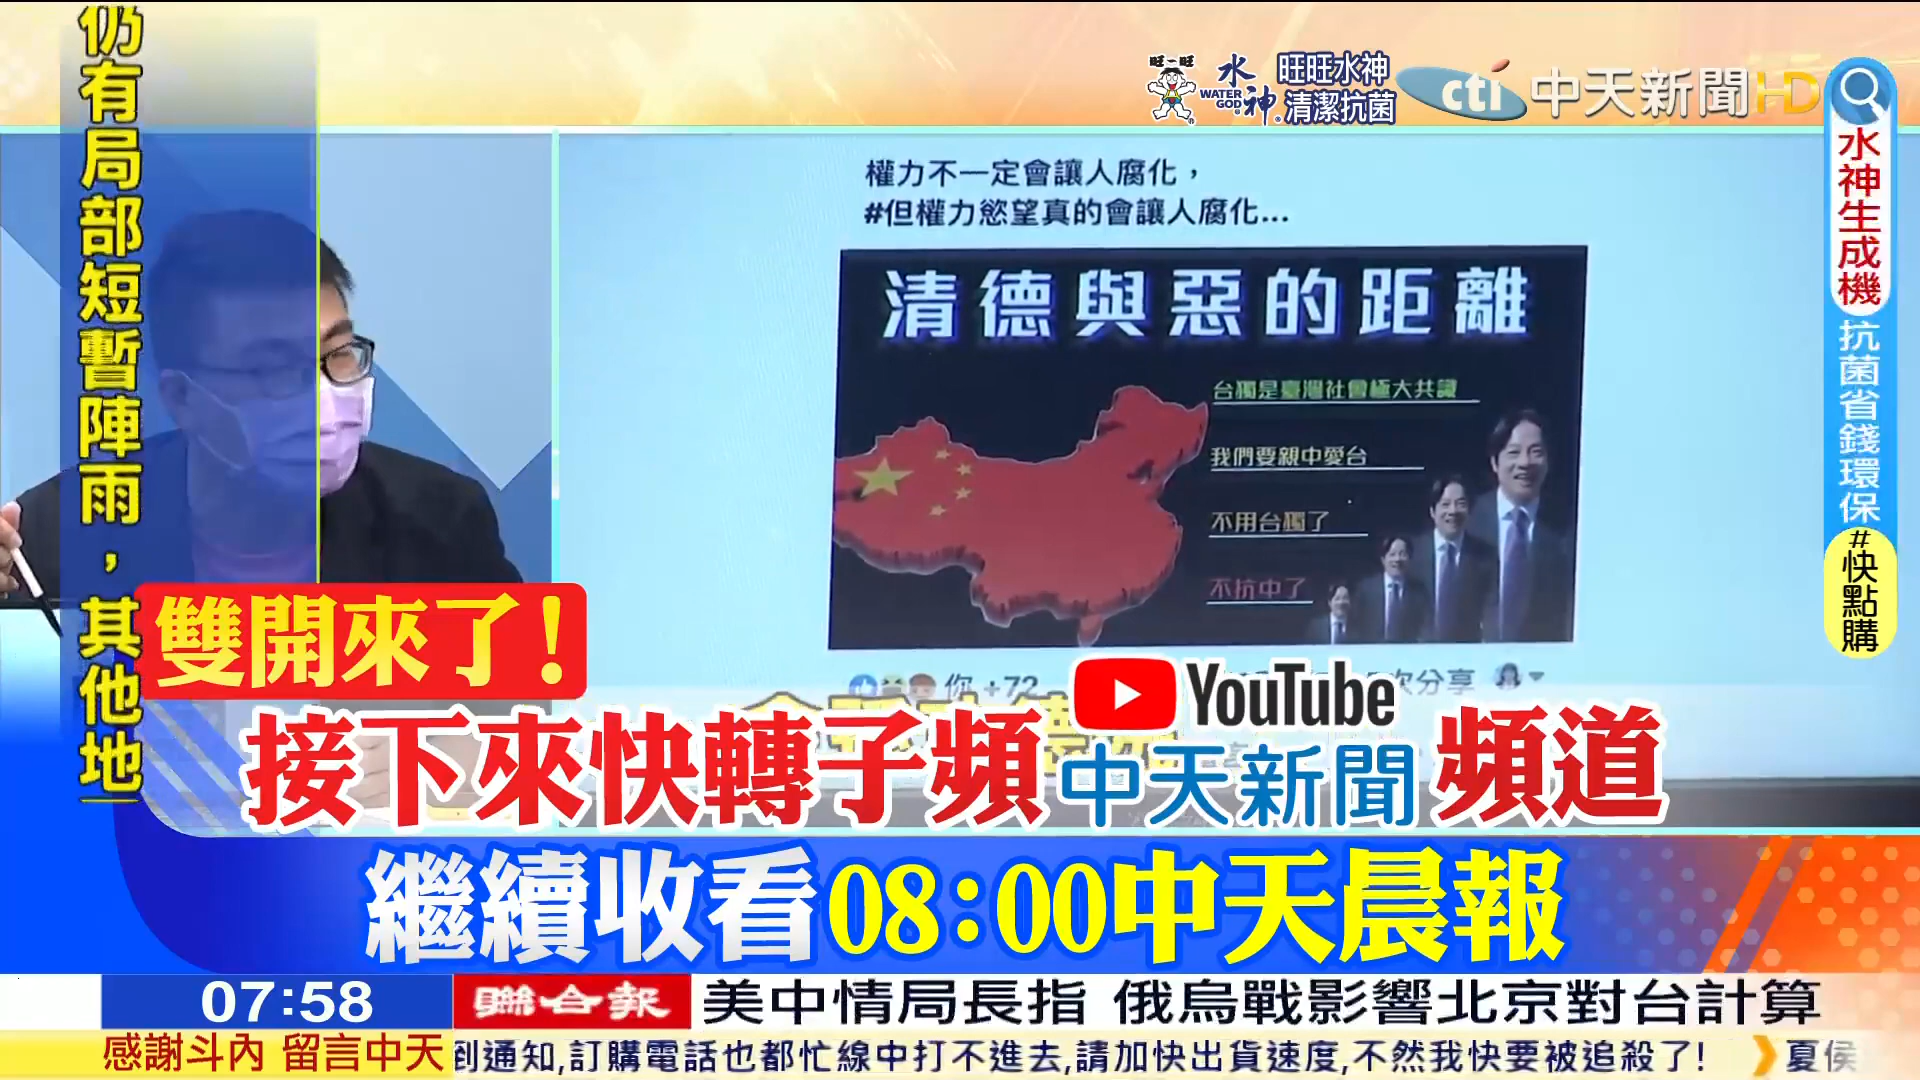 仍有局部短暫陣雨，其他地
旺一旺
水神
WATER GOD
旺旺水神
清潔抗菌
cti 中天新聞HD
水神生成機
抗菌省錢環保
#快點購
權力不一定會讓人腐化，
#但權力慾望真的會讓人腐化...
清德與惡的距離
台獨是臺灣社會極大共識
我們要親中愛台
不用台獨了
不抗中了
你 +72
次分享
雙開來了!
接下來快轉子頻 YouTube 中天新聞 頻道
繼續收看08:00中天晨報
07:58
聯合報
美中情局長指 俄烏戰影響北京對台計算
感謝斗內 留言中天
到通知,訂購電話也都忙線中打不進去,請加快出貨速度,不然我快要被追殺了!
夏侯